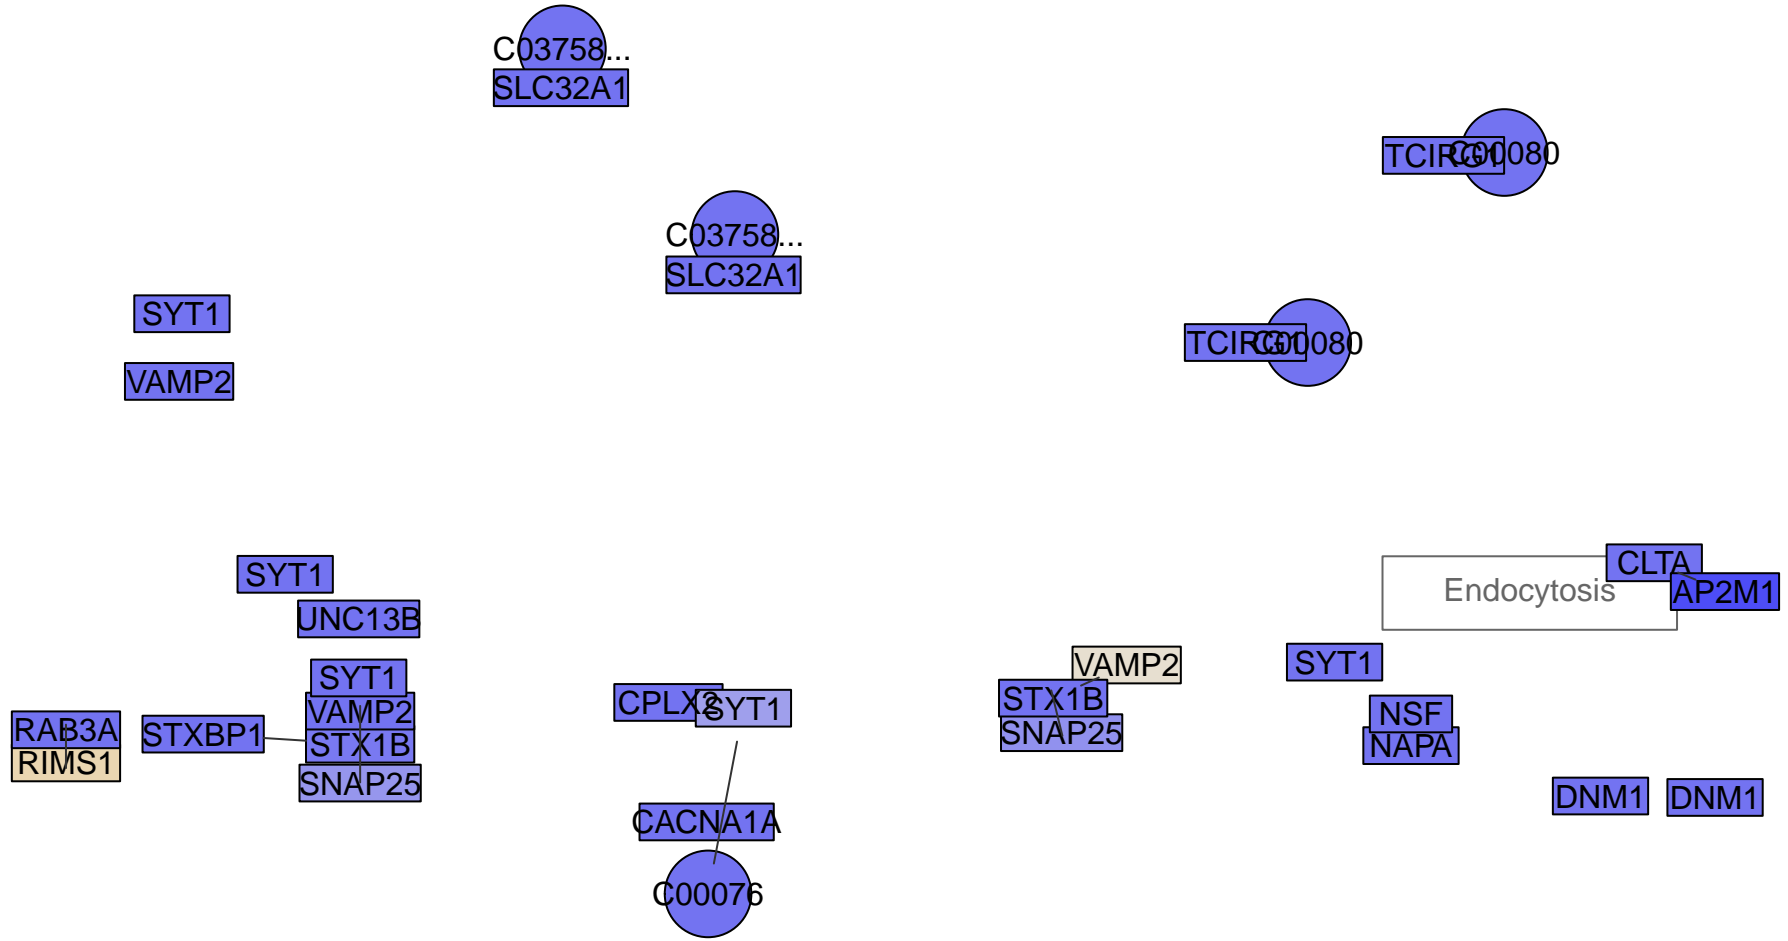 C03758...
SLC32A1
TCIRG1
C00080
C03758...
SLC32A1
SYT1
TCIRG1
C00080
VAMP2
SYT1
CLTA
Endocytosis
AP2M1
UNC13B
SYT1
VAMP2
SYT1
CPLX2
SYT1
STX1B
VAMP2
NSF
RAB3A
STXBP1
STX1B
SNAP25
NAPA
RIMS1
SNAP25
DNM1
DNM1
CACNA1A
C00076